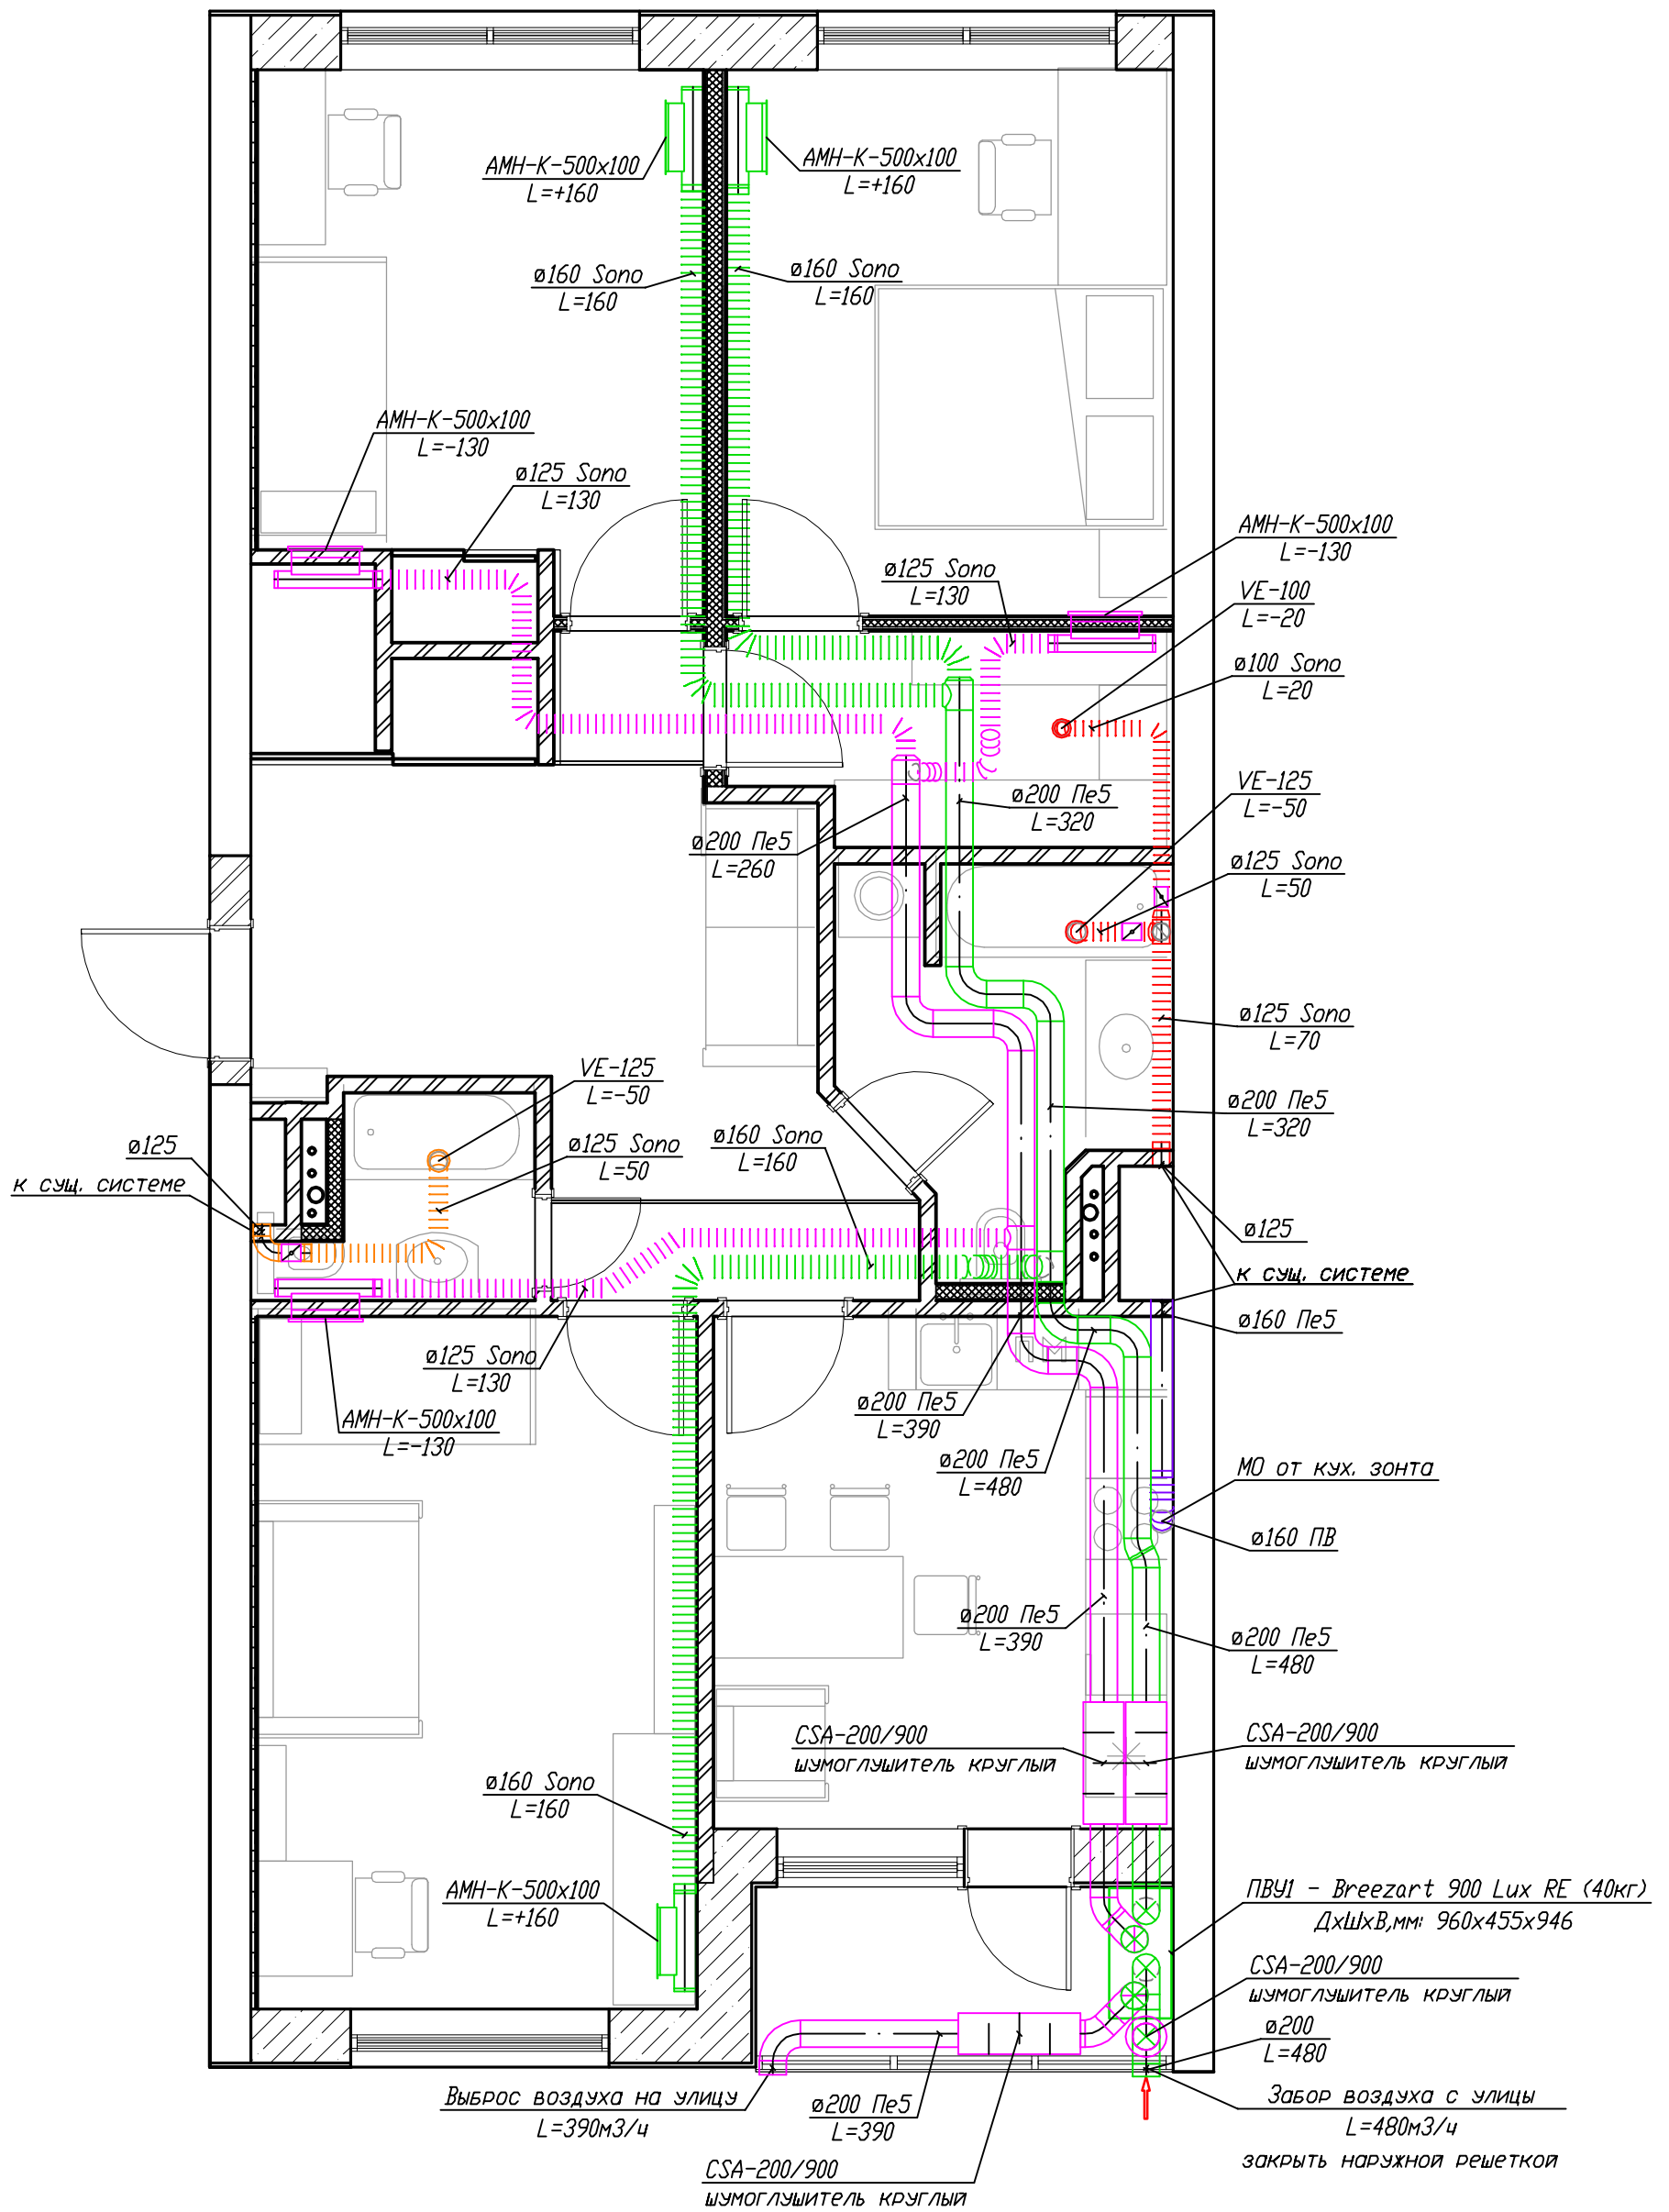 АМН-К-500х100
L=+160
АМН-К-500х100
L=+160
ø160 Sono
L=160
ø160 Sono
L=160
АМН-К-500х100
L=-130
ø125 Sono
L=130
АМН-К-500х100
L=-130
ø125 Sono
L=130
VE-100
L=-20
ø100 Sono
L=20
VE-125
L=-50
ø200 Пе5
L=320
ø200 Пе5
L=260
ø125 Sono
L=50
ø125 Sono
L=70
VE-125
L=-50
ø200 Пе5
L=320
ø125
ø125 Sono
L=50
ø160 Sono
L=160
к сущ. системе
ø125
к сущ. системе
ø160 Пе5
ПМ
ø125 Sono
L=130
АМН-К-500х100
L=-130
ø200 Пе5
L=390
ø200 Пе5
L=480
МО от кух. зонта
ø160 ПВ
ø200 Пе5
L=390
ø200 Пе5
L=480
CSA-200/900
шумоглушитель круглый
CSA-200/900
шумоглушитель круглый
ø160 Sono
L=160
АМН-К-500х100
L=+160
ПВУ1 - Breezart 900 Lux RE (40кг)
ДхШхВ,мм: 960х455х946
CSA-200/900
шумоглушитель круглый
ø200
L=480
Выброс воздуха на улицу
L=390м3/ч
ø200 Пе5
L=390
Забор воздуха с улицы
L=480м3/ч
закрыть наружной решеткой
CSA-200/900
шумоглушитель круглый